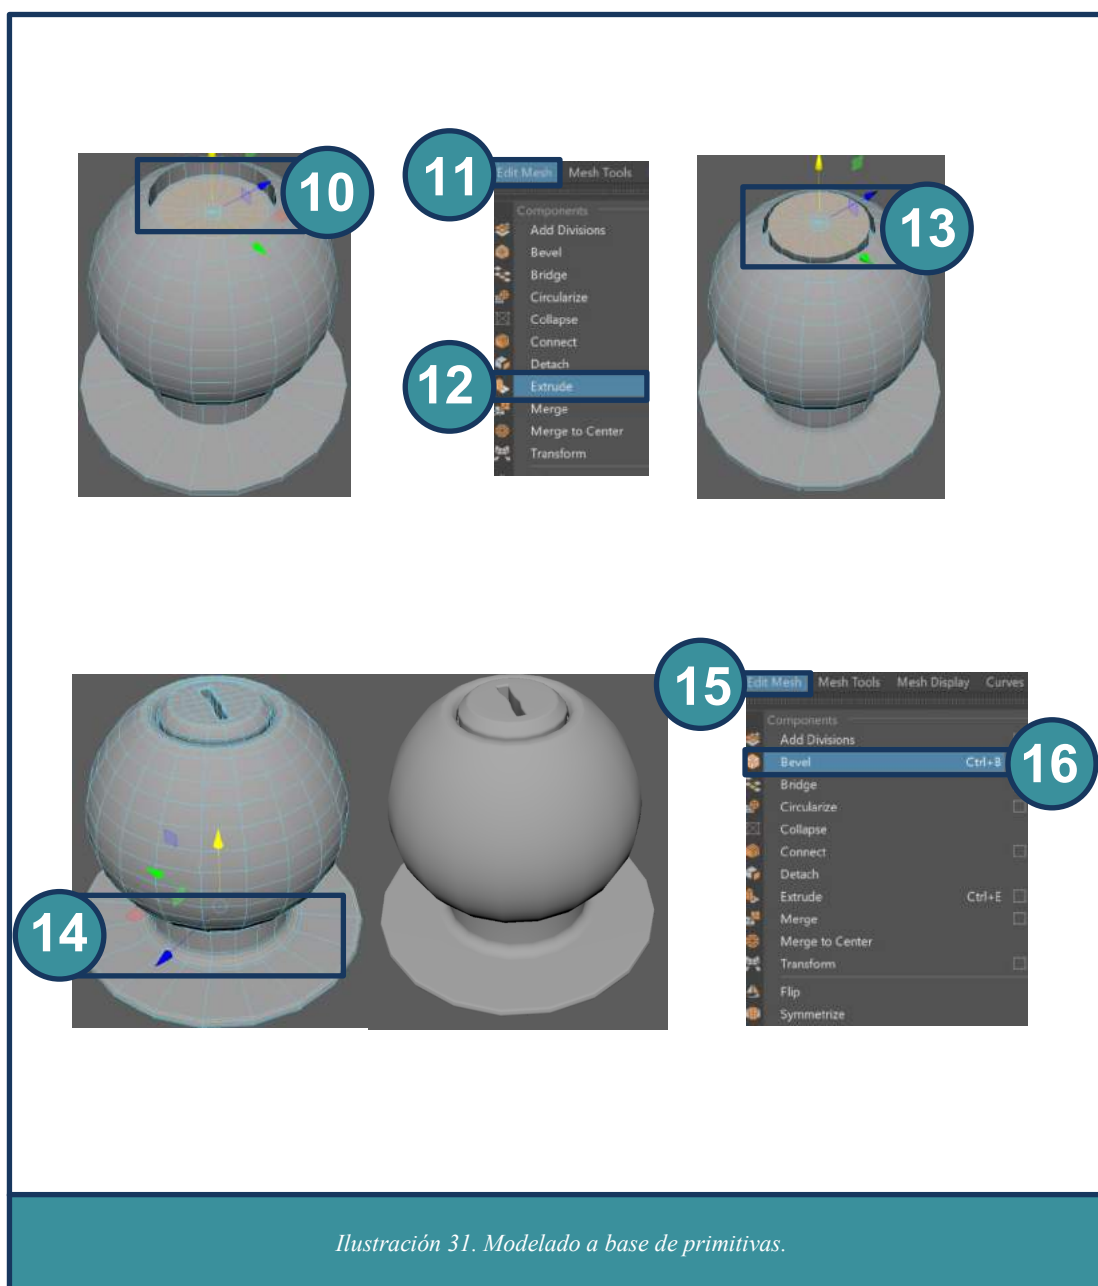 10
11
Edit Mesh Mesh Tools
Components
Add Divisions
Bevel
Bridge
Circularize
Collapse
Connect
Detach
12
Extrude
Merge
Merge to Center
Transform
13
14
15
Edit Mesh Mesh Tools Mesh Display Curves
Components
Add Divisions
Bevel Ctrl+B
16
Bridge
Circularize
Collapse
Connect
Detach
Extrude Ctrl+E
Merge
Merge to Center
Transform
Flip
Symmetrize
Ilustración 31. Modelado a base de primitivas.